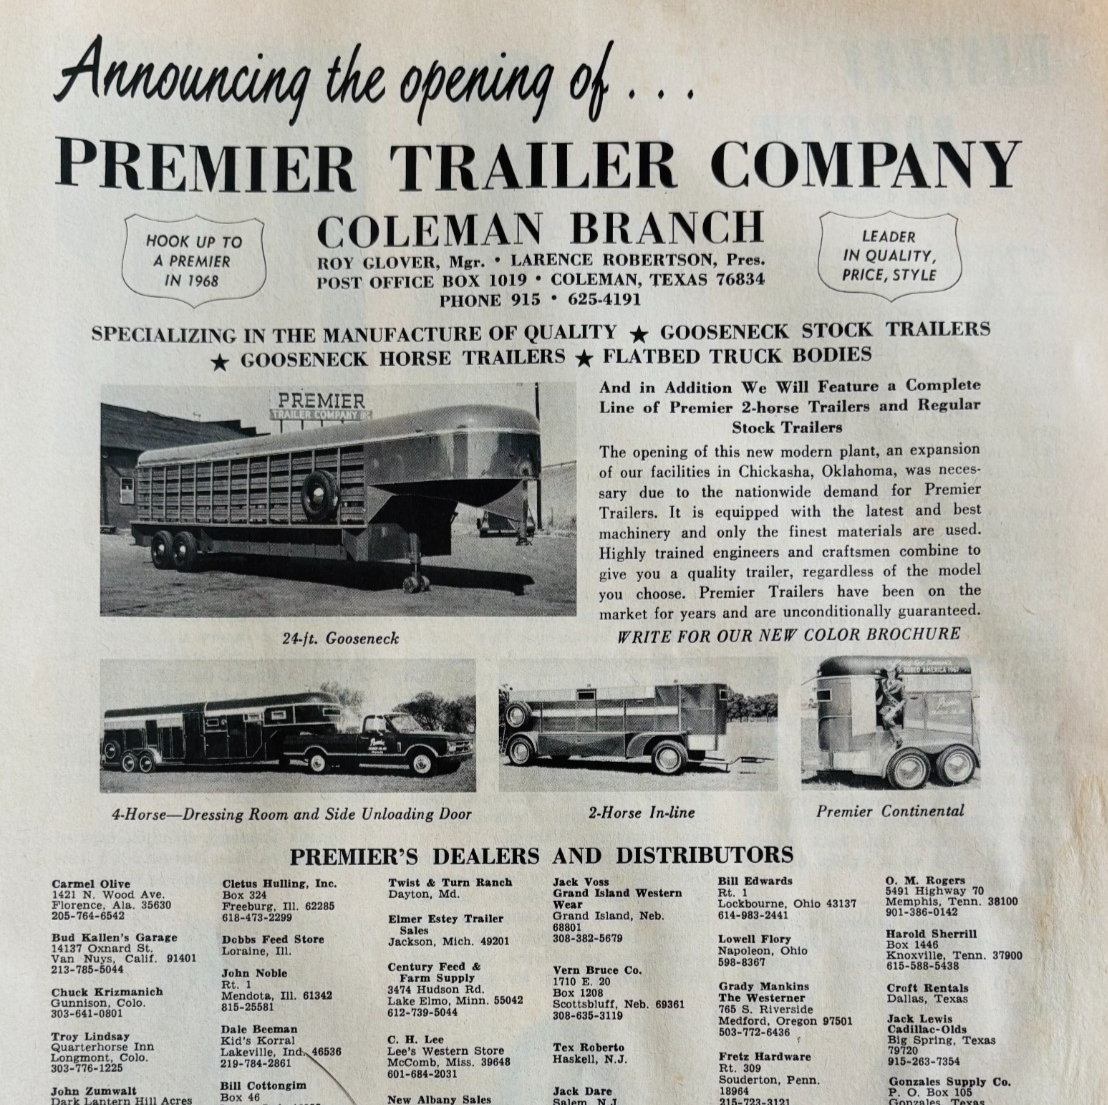 Announcing the opening of . . .
PREMIER TRAILER COMPANY
HOOK UP TO
A PREMIER
IN 1968
COLEMAN BRANCH
ROY GLOVER, Mgr. • LARENCE ROBERTSON, Pres.
POST OFFICE BOX 1019 • COLEMAN, TEXAS 76834
PHONE 915 • 625-4191
LEADER
IN QUALITY,
PRICE, STYLE
SPECIALIZING IN THE MANUFACTURE OF QUALITY ★ GOOSENECK STOCK TRAILERS
★ GOOSENECK HORSE TRAILERS ★ FLATBED TRUCK BODIES
PREMIER
TRAILER COMPANY
24-ft. Gooseneck
And in Addition We Will Feature a Complete
Line of Premier 2-horse Trailers and Regular
Stock Trailers
The opening of this new modern plant, an expansion
of our facilities in Chickasha, Oklahoma, was neces-
sary due to the nationwide demand for Premier
Trailers. It is equipped with the latest and best
machinery and only the finest materials are used.
Highly trained engineers and craftsmen combine to
give you a quality trailer, regardless of the model
you choose. Premier Trailers have been on the
market for years and are unconditionally guaranteed.
WRITE FOR OUR NEW COLOR BROCHURE
4-Horse—Dressing Room and Side Unloading Door
2-Horse In-line
Premier Continental
PREMIER'S DEALERS AND DISTRIBUTORS
Carmel Olive
1421 N. Wood Ave.
Florence, Ala. 35630
205-764-6542
Bud Kallen's Garage
14137 Oxnard St.
Van Nuys, Calif. 91401
213-785-5044
Chuck Krizmanich
Gunnison, Colo.
303-641-0801
Troy Lindsay
Quarterhorse Inn
Longmont, Colo.
303-776-1225
John Zumwalt
Dark Lantern Hill Acres
Cletus Hulling, Inc.
Box 324
Freeburg, Ill. 62285
618-473-2299
Dobbs Feed Store
Loraine, Ill.
John Noble
Rt. 1
Mendota, Ill. 61342
815-25581
Dale Beeman
Kid's Korral
Lakeville, Ind. 46536
219-784-2861
Bill Cottongim
Box 46
Twist & Turn Ranch
Dayton, Md.
Elmer Estey Trailer
Sales
Jackson, Mich. 49201
Century Feed &
Farm Supply
3474 Hudson Rd.
Lake Elmo, Minn. 55042
612-739-5044
C. H. Lee
Lee's Western Store
McComb, Miss. 39648
601-684-2031
New Albany Sales
Jack Voss
Grand Island Western
Wear
Grand Island, Neb.
68801
308-382-5679
Vern Bruce Co.
1710 E. 20
Box 1208
Scottsbluff, Neb. 69361
308-635-3119
Tex Roberto
Haskell, N.J.
Jack Dare
Salem, N.J.
Bill Edwards
Rt. 1
Lockbourne, Ohio 43137
614-983-2441
Lowell Flory
Napoleon, Ohio
598-8367
Grady Mankins
The Westerner
765 S. Riverside
Medford, Oregon 97501
503-772-6436
Fretz Hardware
Rt. 309
Souderton, Penn.
18964
215-723-3121
O. M. Rogers
5491 Highway 70
Memphis, Tenn. 38100
901-386-0142
Harold Sherrill
Box 1446
Knoxville, Tenn. 37900
615-588-5438
Croft Rentals
Dallas, Texas
Jack Lewis
Cadillac-Olds
Big Spring, Texas
79720
915-263-7354
Gonzales Supply Co.
P. O. Box 105
Gonzales, Texas